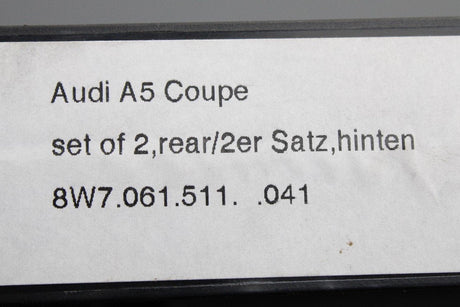 Audi A5 Coupe
set of 2,rear/2er Satz,hinten
8W7.061.511.  .041